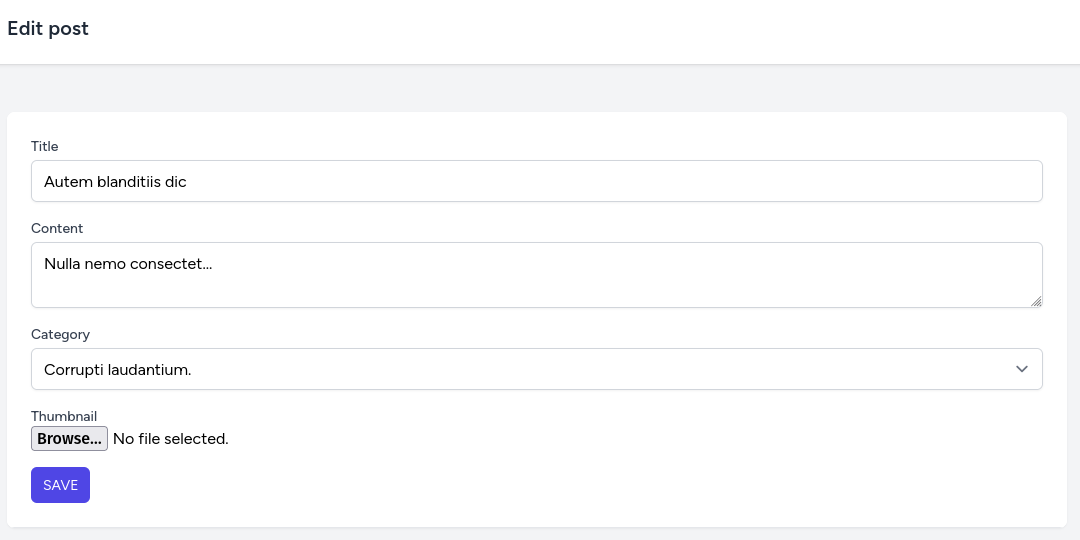 Edit post
Title
Autem blanditiis dic
Content
Nulla nemo consectet...
Category
Corrupti laudantium.
Thumbnail
Browse... No file selected.
SAVE